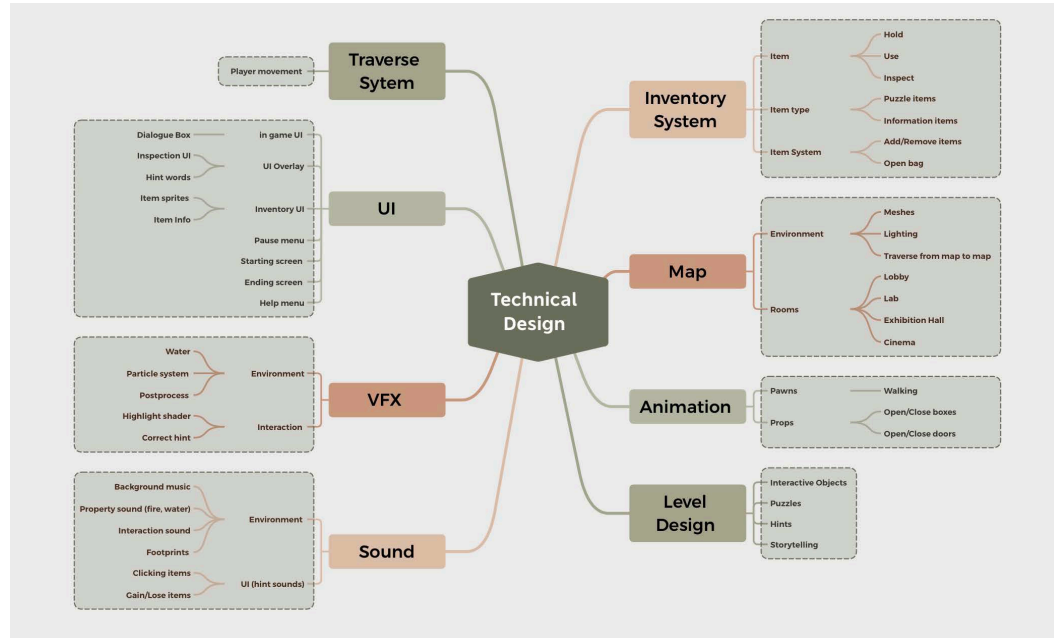 Technical
Design
Traverse
Sytem
Player movement
UI
in game UI
Dialogue Box
UI Overlay
Inspection UI
Hint words
Inventory UI
Item sprites
Item Info
Pause menu
Starting screen
Ending screen
Help menu
VFX
Environment
Water
Particle system
Postprocess
Interaction
Highlight shader
Correct hint
Sound
Environment
Background music
Property sound (fire, water)
Interaction sound
Footprints
UI (hint sounds)
Clicking items
Gain/Lose items
Inventory
System
Item
Hold
Use
Inspect
Item type
Puzzle items
Information items
Item System
Add/Remove items
Open bag
Map
Environment
Meshes
Lighting
Traverse from map to map
Rooms
Lobby
Lab
Exhibition Hall
Cinema
Animation
Pawns
Walking
Props
Open/Close boxes
Open/Close doors
Level
Design
Interactive Objects
Puzzles
Hints
Storytelling